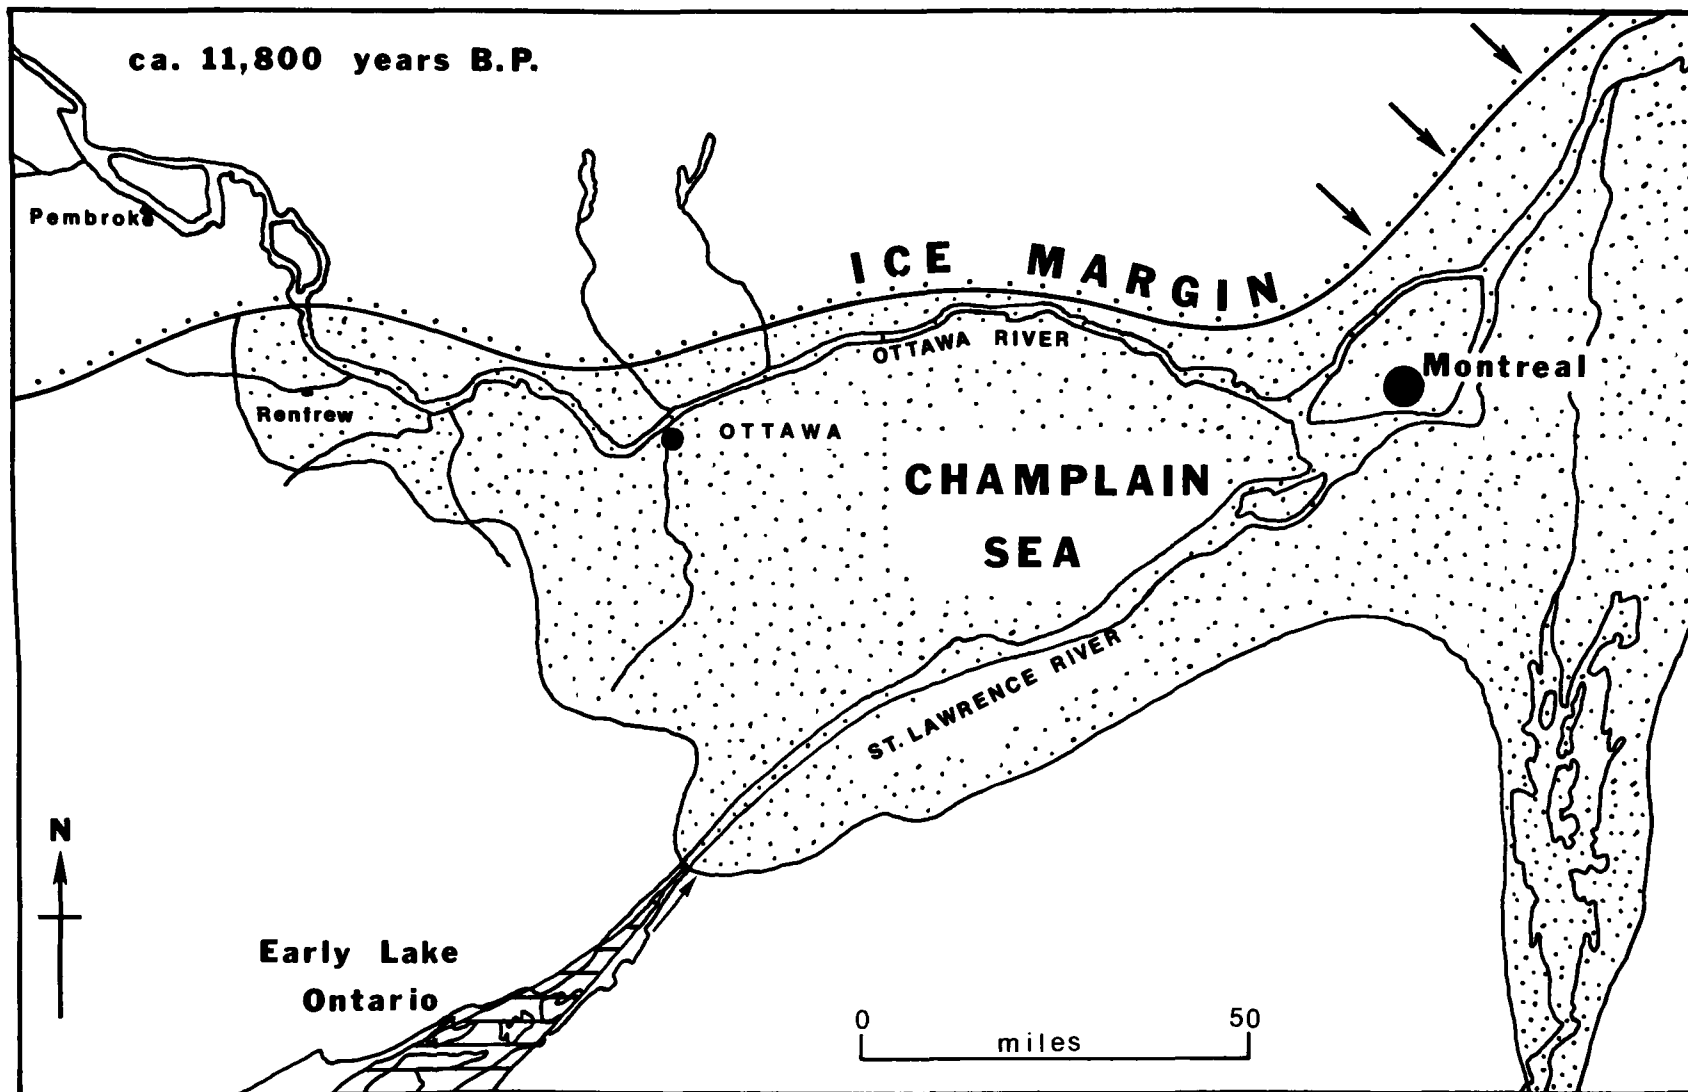 ca. 11,800 years B.P.
Pembroke
ICE MARGIN
OTTAWA RIVER
Montreal
Renfrew
OTTAWA
CHAMPLAIN
SEA
ST. LAWRENCE RIVER
N
Early Lake
Ontario
0 50
miles